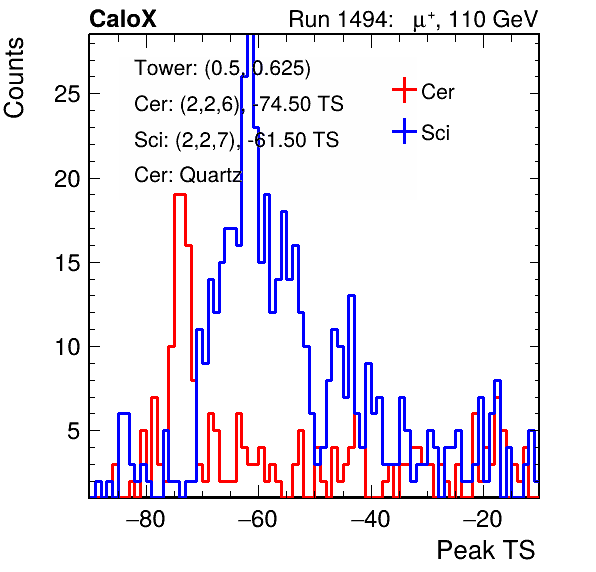 CaloX Run 1494: μ⁺, 110 GeV
Counts
Tower: (0.5, 0.625)
Cer: (2,2,6), -74.50 TS
Sci: (2,2,7), -61.50 TS
Cer: Quartz
Cer
Sci
25
20
15
10
5
−80 −60 −40 −20
Peak TS